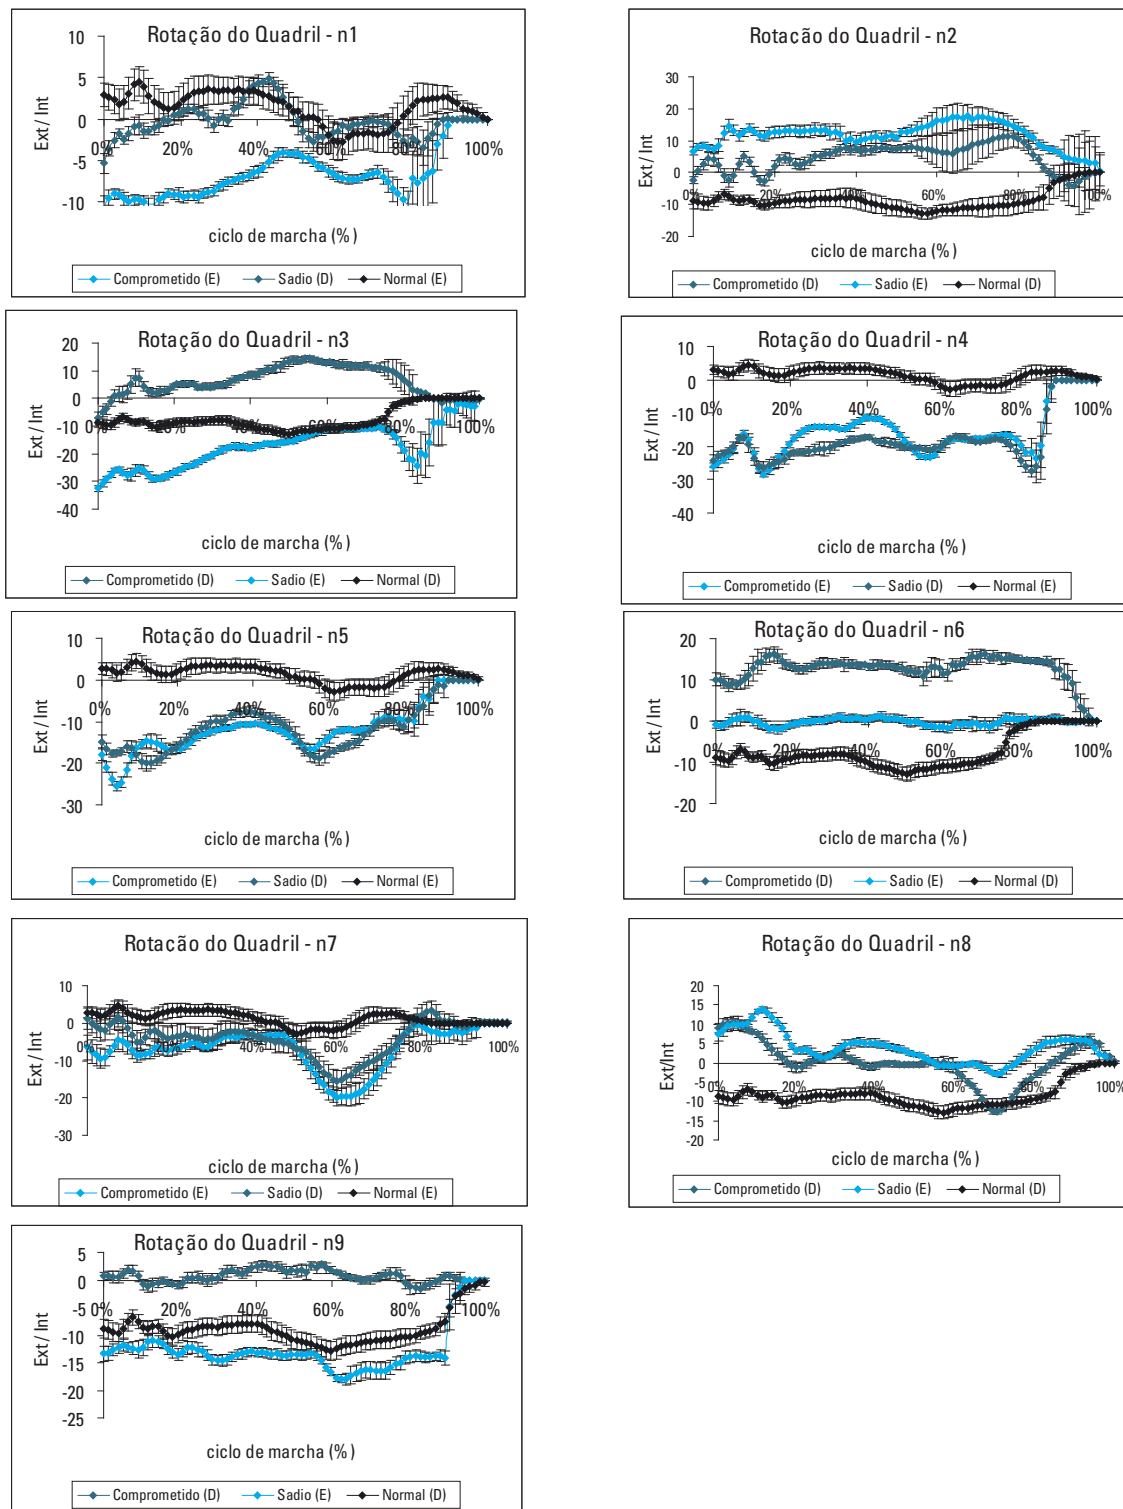 Rotação do Quadril - n1
10
5
0
-5
-10
0%
20%
40%
60%
80%
100%
Ext / Int
ciclo de marcha (%)
Comprometido (E)
Sadio (D)
Normal (E)
Rotação do Quadril - n2
30
20
10
0
-10
-20
0%
20%
40%
60%
80%
100%
Ext / Int
ciclo de marcha (%)
Comprometido (D)
Sadio (E)
Normal (D)
Rotação do Quadril - n3
20
10
0
-10
-20
-30
-40
0%
20%
40%
60%
80%
100%
Ext / Int
ciclo de marcha (%)
Comprometido (D)
Sadio (E)
Normal (D)
Rotação do Quadril - n4
10
0
-10
-20
-30
-40
0%
20%
40%
60%
80%
100%
Ext / Int
ciclo de marcha (%)
Comprometido (E)
Sadio (D)
Normal (E)
Rotação do Quadril - n5
10
0
-10
-20
-30
0%
20%
40%
60%
80%
100%
Ext / Int
ciclo de marcha (%)
Comprometido (E)
Sadio (D)
Normal (E)
Rotação do Quadril - n6
20
10
0
-10
-20
0%
20%
40%
60%
80%
100%
Ext / Int
ciclo de marcha (%)
Comprometido (D)
Sadio (E)
Normal (D)
Rotação do Quadril - n7
10
5
0
-10
-20
-30
0%
20%
40%
60%
80%
100%
Ext / Int
ciclo de marcha (%)
Comprometido (E)
Sadio (D)
Normal (E)
Rotação do Quadril - n8
20
15
10
5
0
5
-10
-15
-20
0%
20%
40%
60%
80%
100%
Ext/Int
ciclo de marcha (%)
Comprometido (D)
Sadio (E)
Normal (D)
Rotação do Quadril - n9
5
0
-5
-10
-15
-20
-25
0%
20%
40%
60%
80%
100%
Ext / Int
ciclo de marcha (%)
Comprometido (D)
Sadio (E)
Normal (D)